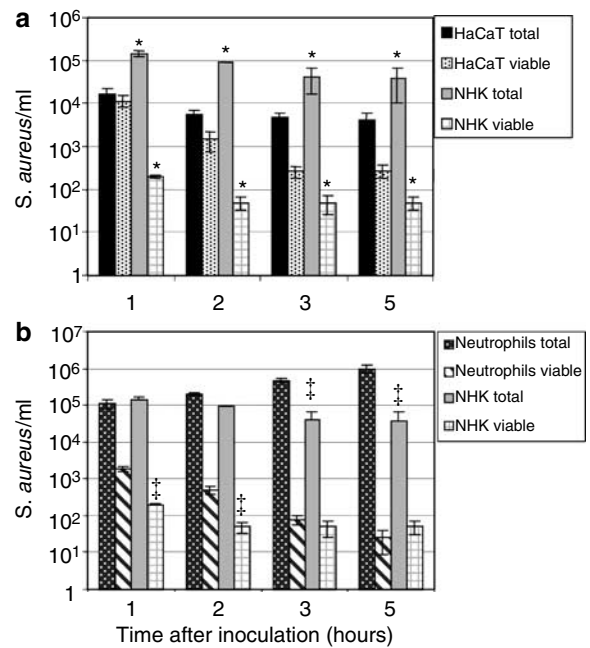 a
10⁶
10⁵
10⁴
10³
10²
10¹
1
S. aureus/ml
* * * *
* * * *
1 2 3 5
HaCaT total
HaCaT viable
NHK total
NHK viable
b
10⁷
10⁶
10⁵
10⁴
10³
10²
10¹
1
S. aureus/ml
‡ ‡
‡ ‡
1 2 3 5
Time after inoculation (hours)
Neutrophils total
Neutrophils viable
NHK total
NHK viable